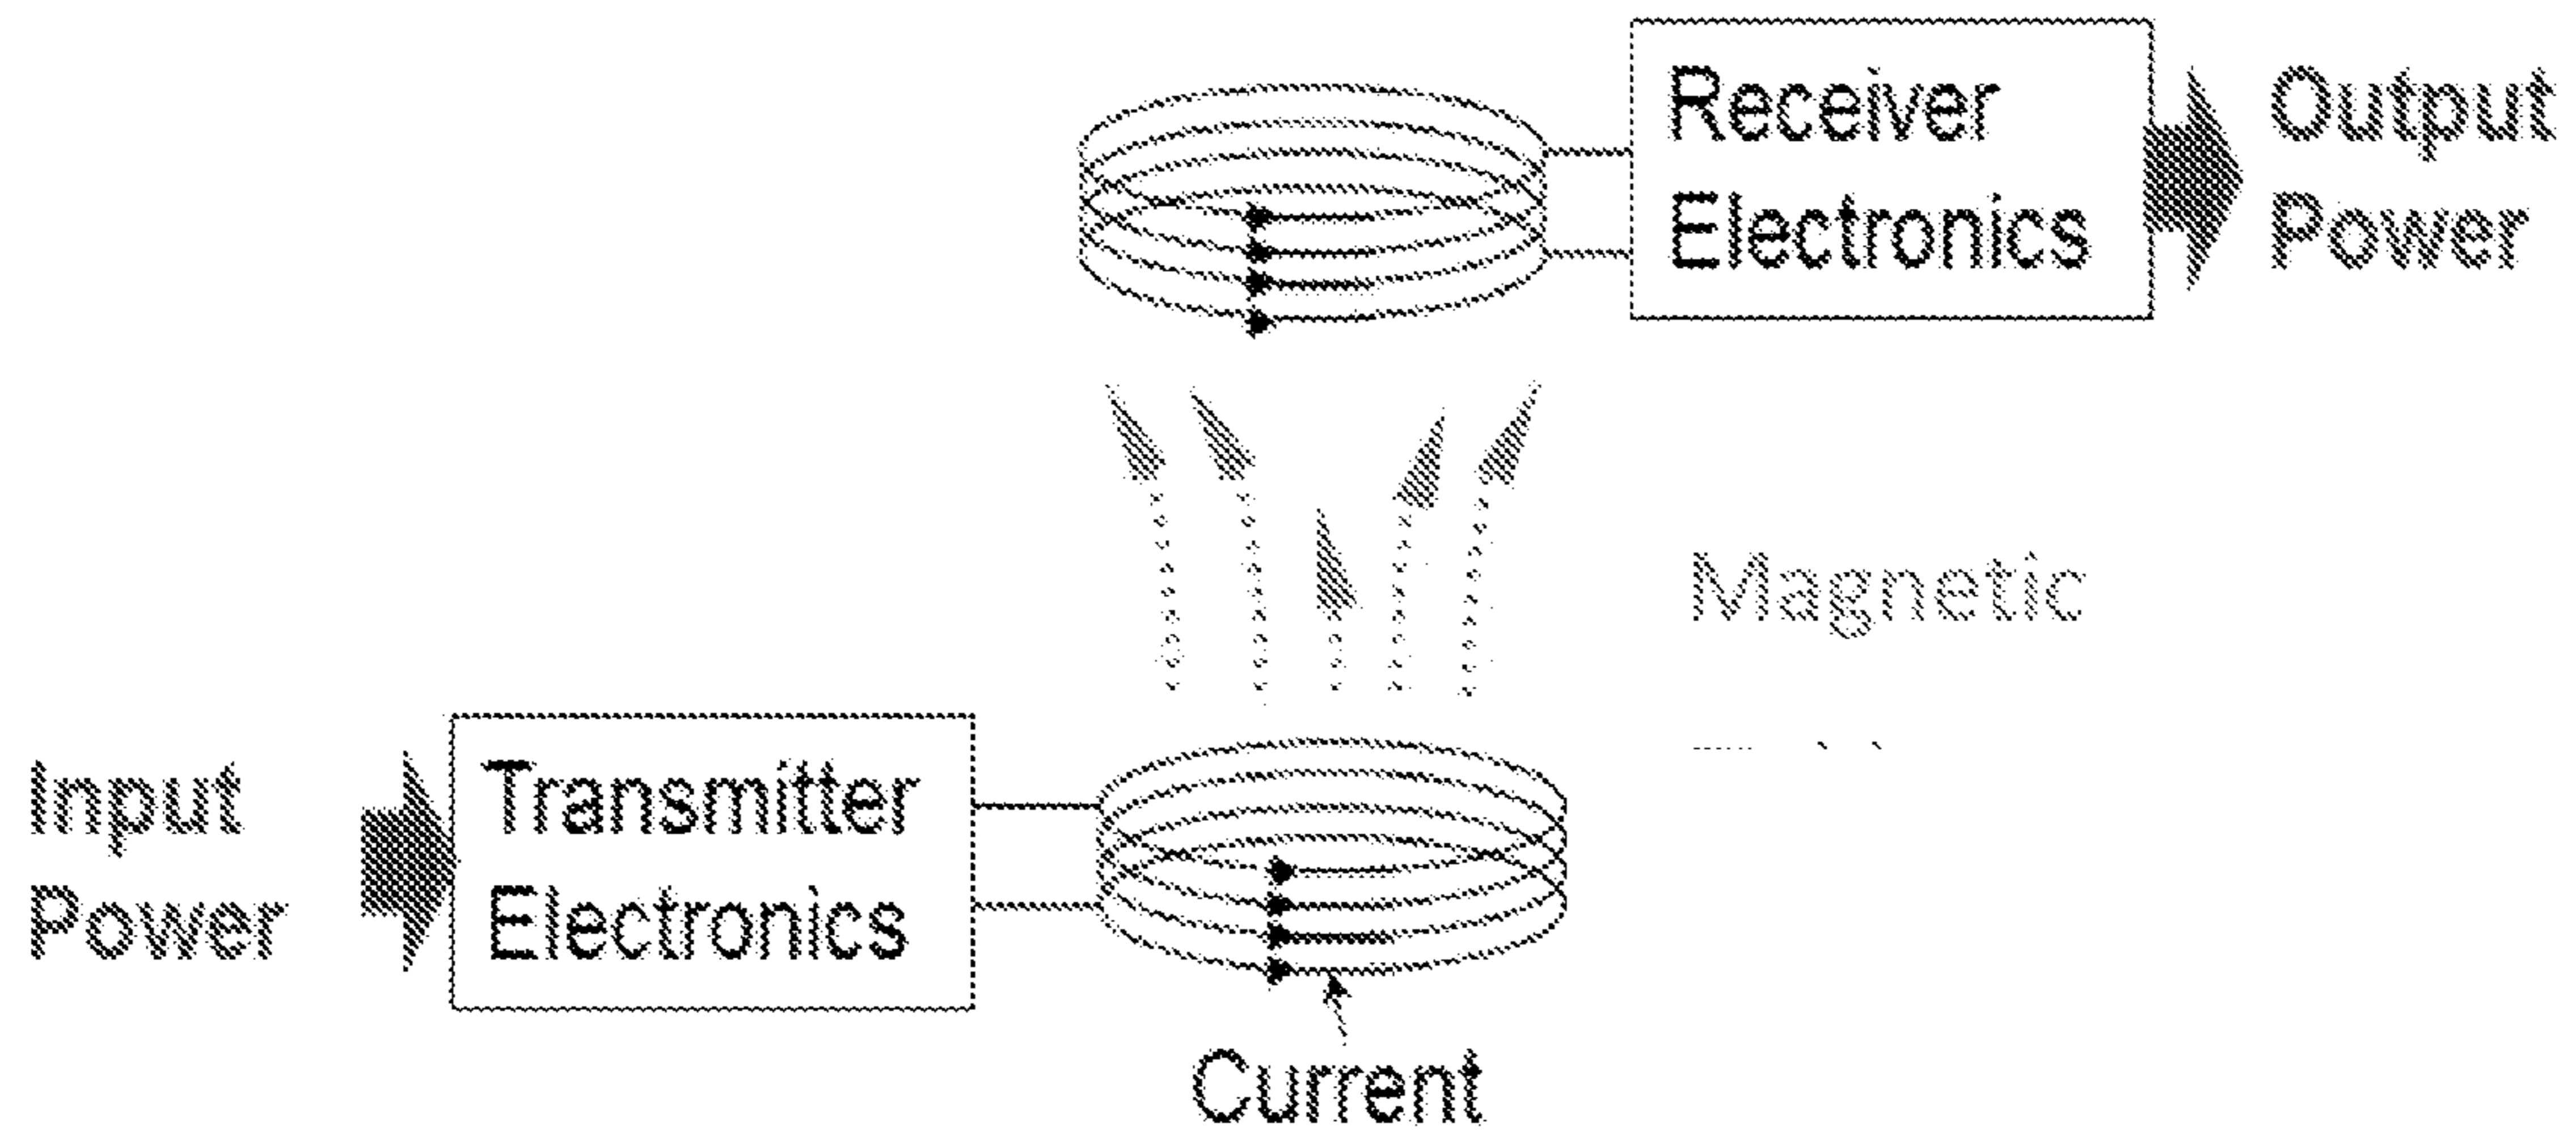 Receiver
Electronics
Output
Power
Magnetic
Input
Power
Transmitter
Electronics
Current